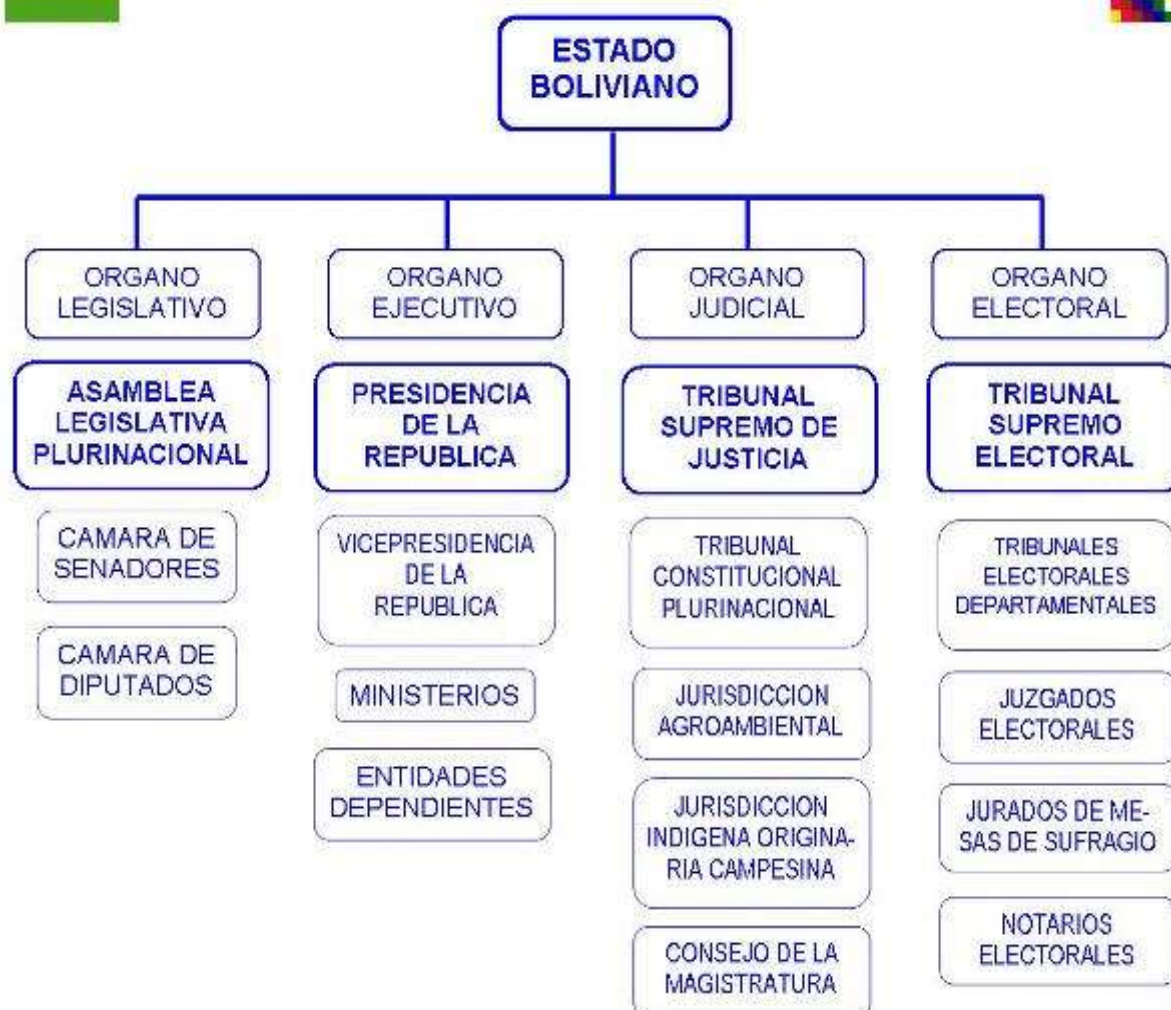 ESTADO
BOLIVIANO
ORGANO
LEGISLATIVO
ORGANO
EJECUTIVO
ORGANO
JUDICIAL
ORGANO
ELECTORAL
ASAMBLEA
LEGISLATIVA
PLURINACIONAL
PRESIDENCIA
DE LA
REPUBLICA
TRIBUNAL
SUPREMO DE
JUSTICIA
TRIBUNAL
SUPREMO
ELECTORAL
CAMARA DE
SENADORES
VICEPRESIDENCIA
DE LA
REPUBLICA
TRIBUNAL
CONSTITUCIONAL
PLURINACIONAL
TRIBUNALES
ELECTORALES
DEPARTAMENTALES
CAMARA DE
DIPUTADOS
MINISTERIOS
JURISDICCION
AGROAMBIENTAL
JUZGADOS
ELECTORALES
ENTIDADES
DEPENDIENTES
JURISDICCION
INDIGENA ORIGINA-
RIA CAMPESINA
JURADOS DE ME-
SAS DE SUFRAGIO
CONSEJO DE LA
MAGISTRATURA
NOTARIOS
ELECTORALES